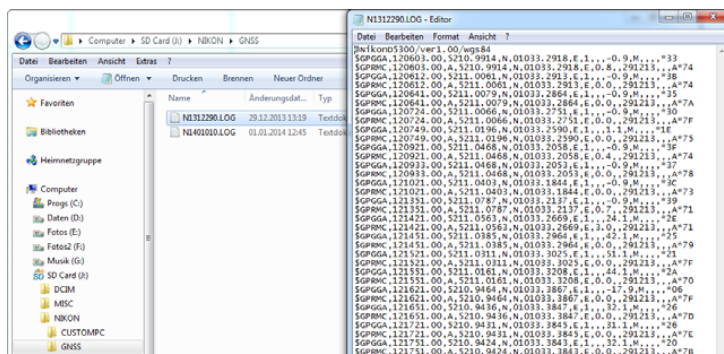 Computer ▸ SD Card (J:) ▸ NIKON ▸ GNSS
Datei Bearbeiten Ansicht Extras ?
Organisieren Öffnen Drucken Brennen Neuer Ordner
Favoriten
Bibliotheken
Heimnetzgruppe
Computer
Progs (C:)
Daten (D:)
Fotos (E:)
Fotos2 (F:)
Musik (G:)
SD Card (J:)
DCIM
MISC
NIKON
CUSTOMPC
GNSS
Name Änderungsdat... Typ
N1312290.LOG 29.12.2013 13:19 Textdok
N1401010.LOG 01.01.2014 12:45 Textdok
N1312290.LOG - Editor
Datei Bearbeiten Format Ansicht ?
$GPGGA,120603.00,5210.9914,N,01033.2918,E,1,,,-0.9,M,,,,*33
$GPRMC,120603.00,A,5210.9914,N,01033.2918,E,0.8,,291213,,,A*74
$GPGGA,120612.00,5211.0061,N,01033.2913,E,1,,,-0.9,M,,,,*3B
$GPRMC,120612.00,A,5211.0061,N,01033.2913,E,0.0,,291213,,,A*74
$GPGGA,120641.00,5211.0079,N,01033.2864,E,1,,,-0.9,M,,,,*35
$GPRMC,120641.00,A,5211.0079,N,01033.2864,E,0.0,,291213,,,A*7A
$GPGGA,120724.00,5211.0066,N,01033.2751,E,1,,,-0.9,M,,,,*30
$GPRMC,120724.00,A,5211.0066,N,01033.2751,E,0.0,,291213,,,A*7F
$GPGGA,120749.00,5211.0196,N,01033.2590,E,1,,,1.1,M,,,,*1E
$GPRMC,120749.00,A,5211.0196,N,01033.2590,E,0.0,,291213,,,A*75
$GPGGA,120921.00,5211.0468,N,01033.2058,E,1,,,-0.9,M,,,,*3F
$GPRMC,120921.00,A,5211.0468,N,01033.2058,E,0.4,,291213,,,A*74
$GPGGA,120933.00,5211.0468,N,01033.2053,E,1,,,-0.9,M,,,,*37
$GPRMC,120933.00,A,5211.0468,N,01033.2053,E,0.0,,291213,,,A*78
$GPGGA,121021.00,5211.0403,N,01033.1844,E,1,,,-0.9,M,,,,*3C
$GPRMC,121021.00,A,5211.0403,N,01033.1844,E,0.0,,291213,,,A*73
$GPGGA,121351.00,5211.0787,N,01033.2137,E,1,,,-0.9,M,,,,*39
$GPRMC,121351.00,A,5211.0787,N,01033.2137,E,0.7,,291213,,,A*71
$GPGGA,121421.00,5211.0563,N,01033.2669,E,1,,,24.1,M,,,,*2E
$GPRMC,121421.00,A,5211.0563,N,01033.2669,E,3.0,,291213,,,A*71
$GPGGA,121451.00,5211.0385,N,01033.2964,E,1,,,42.1,M,,,,*25
$GPRMC,121451.00,A,5211.0385,N,01033.2964,E,0.0,,291213,,,A*79
$GPGGA,121521.00,5211.0311,N,01033.3025,E,1,,,51.1,M,,,,*21
$GPRMC,121521.00,A,5211.0311,N,01033.3025,E,0.0,,291213,,,A*7F
$GPGGA,121551.00,5211.0161,N,01033.3208,E,1,,,44.1,M,,,,*2A
$GPRMC,121551.00,A,5211.0161,N,01033.3208,E,0.0,,291213,,,A*70
$GPGGA,121621.00,5210.9464,N,01033.3867,E,1,,,-17.9,M,,,,*06
$GPRMC,121621.00,A,5210.9464,N,01033.3867,E,0.0,,291213,,,A*7F
$GPGGA,121651.00,5210.9436,N,01033.3847,E,1,,,32.1,M,,,,*26
$GPRMC,121651.00,A,5210.9436,N,01033.3847,E,0.0,,291213,,,A*7D
$GPGGA,121721.00,5210.9431,N,01033.3845,E,1,,,31.1,M,,,,*26
$GPRMC,121721.00,A,5210.9431,N,01033.3845,E,0.0,,291213,,,A*7E
$GPGGA,121751.00,5210.9424,N,01033.3843,E,1,,,32.1,M,,,,*20
$GPRMC,121751.00,A,5210.9424,N,01033.3843,E,0.0,,291213,,,A*7B